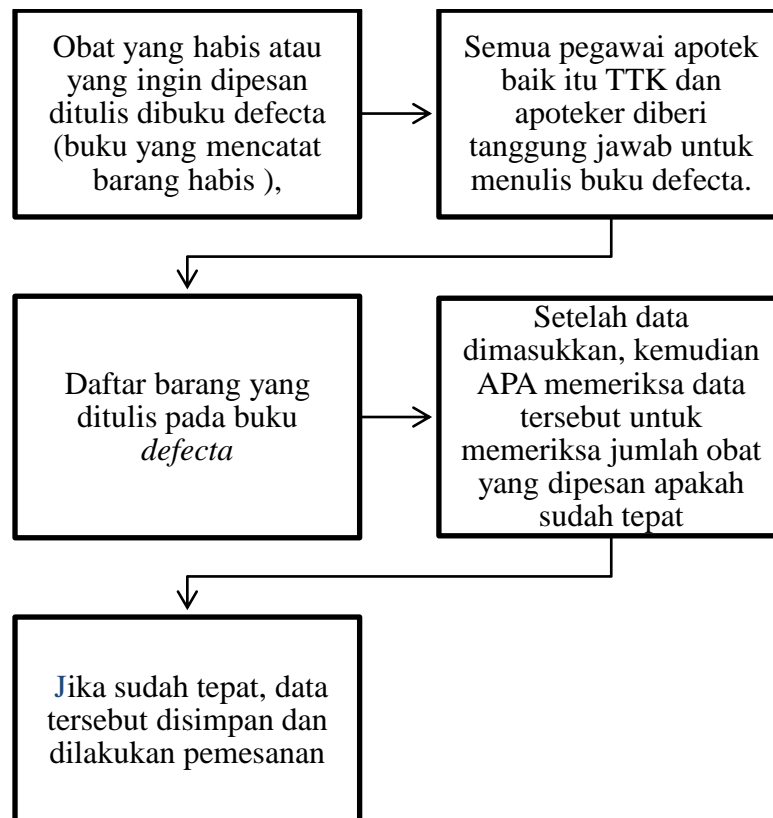 Obat yang habis atau
yang ingin dipesan
ditulis dibuku defecta
(buku yang mencatat
barang habis ),
Semua pegawai apotek
baik itu TTK dan
apoteker diberi
tanggung jawab untuk
menulis buku defecta.
Daftar barang yang
ditulis pada buku
defecta
Setelah data
dimasukkan, kemudian
APA memeriksa data
tersebut untuk
memeriksa jumlah obat
yang dipesan apakah
sudah tepat
Jika sudah tepat, data
tersebut disimpan dan
dilakukan pemesanan